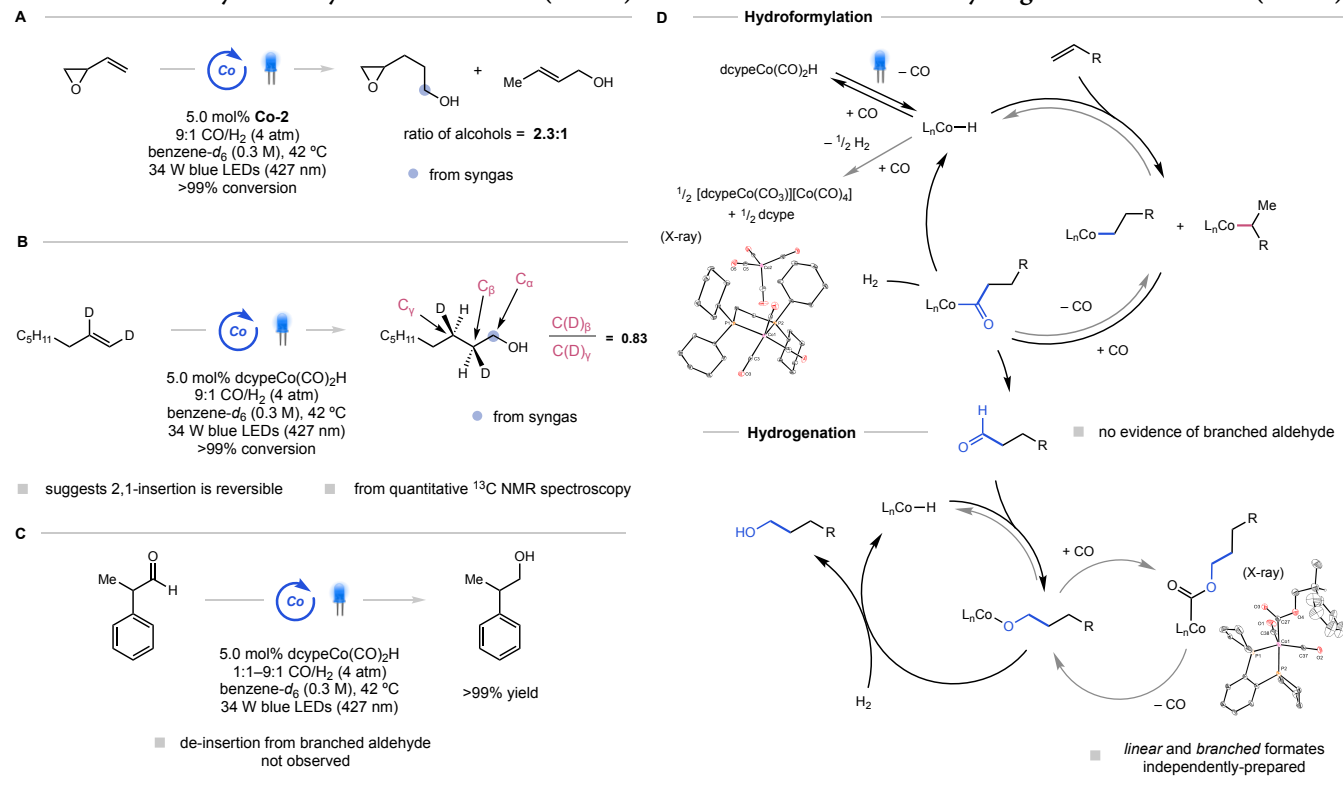 A
O
Co
5.0 mol% Co-2
9:1 CO/H₂ (4 atm)
benzene-d₆ (0.3 M), 42 ºC
34 W blue LEDs (427 nm)
>99% conversion
O
OH
+
Me
OH
ratio of alcohols = 2.3:1
from syngas
B
C₅H₁₁
D
D
Co
5.0 mol% dcypeCo(CO)₂H
9:1 CO/H₂ (4 atm)
benzene-d₆ (0.3 M), 42 ºC
34 W blue LEDs (427 nm)
>99% conversion
Cγ
Cβ
Cα
D
H
C₅H₁₁
OH
H
D
C(D)β
C(D)γ
= 0.83
from syngas
suggests 2,1-insertion is reversible
from quantitative ¹³C NMR spectroscopy
C
O
Me
H
Co
5.0 mol% dcypeCo(CO)₂H
1:1–9:1 CO/H₂ (4 atm)
benzene-d₆ (0.3 M), 42 ºC
34 W blue LEDs (427 nm)
OH
Me
>99% yield
de-insertion from branched aldehyde
not observed
D
Hydroformylation
dcypeCo(CO)₂H
– CO
+ CO
R
LₙCo–H
– ¹/₂ H₂
+ CO
¹/₂ [dcypeCo(CO₃)][Co(CO)₄]
+ ¹/₂ dcype
(X-ray)
LₙCo
R
+
LₙCo
Me
R
H₂
LₙCo
O
R
– CO
+ CO
H
O
R
no evidence of branched aldehyde
Hydrogenation
LₙCo–H
HO
R
+ CO
R
O
O
LₙCo
(X-ray)
LₙCo
O
R
H₂
– CO
linear and branched formates
independently-prepared